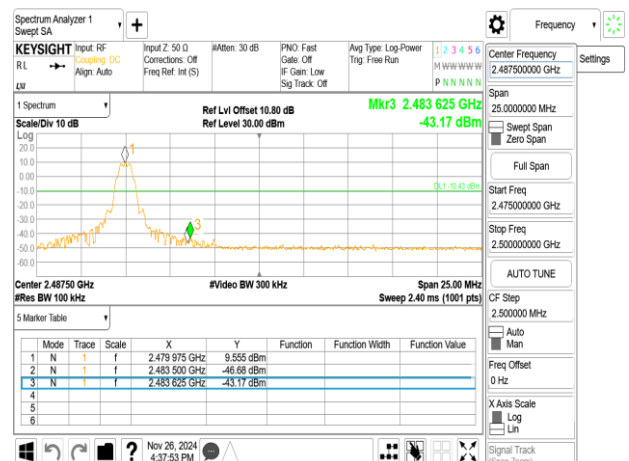 Spectrum Analyzer 1
Swept SA
+
Frequency
KEYSIGHT
RL
LXI
Input: RF
Coupling: DC
Align: Auto
Input Z: 50 Ω
Corrections: Off
Freq Ref: Int (S)
#Atten: 30 dB
PNO: Fast
Gate: Off
IF Gain: Low
Sig Track: Off
Avg Type: Log-Power
Trig: Free Run
1 2 3 4 5 6
M W W W W W
P N N N N N
Center Frequency
2.487500000 GHz
Settings
Span
25.0000000 MHz
Swept Span
Zero Span
Full Span
Start Freq
2.475000000 GHz
Stop Freq
2.500000000 GHz
AUTO TUNE
CF Step
2.500000 MHz
Auto
Man
Freq Offset
0 Hz
X Axis Scale
Log
Lin
Signal Track
(Span Zoom)
1 Spectrum
Scale/Div 10 dB
Ref Lvl Offset 10.80 dB
Ref Level 30.00 dBm
Mkr3 2.483 625 GHz
-43.17 dBm
Log
20.0
10.0
0.00
-10.0
-20.0
-30.0
-40.0
-50.0
-60.0
1
3
DL1 -10.43 dBm
Center 2.48750 GHz
#Video BW 300 kHz
Span 25.00 MHz
#Res BW 100 kHz
Sweep 2.40 ms (1001 pts)
5 Marker Table
Mode Trace Scale X Y Function Function Width Function Value
1 N 1 f 2.479 975 GHz 9.555 dBm
2 N 1 f 2.483 500 GHz -46.68 dBm
3 N 1 f 2.483 625 GHz -43.17 dBm
4
5
6
?
Nov 26, 2024
4:37:53 PM